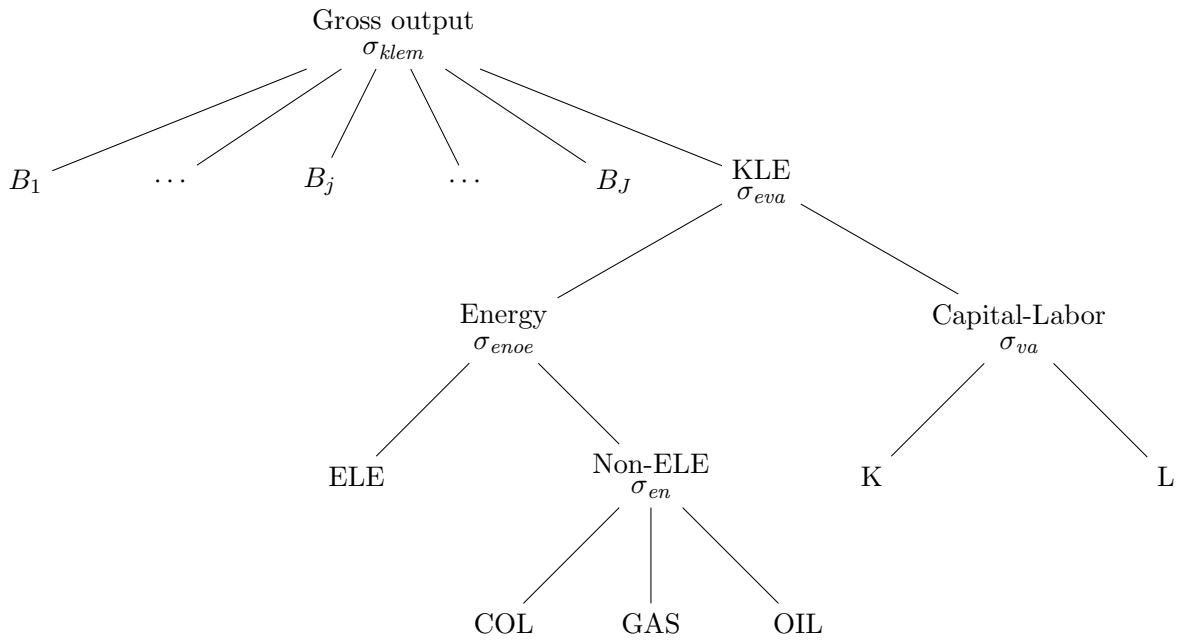 Gross output
σ_klem
B_1
⋯
B_j
⋯
B_J
KLE
σ_eva
Energy
σ_enoe
Capital-Labor
σ_va
ELE
Non-ELE
σ_en
K
L
COL
GAS
OIL